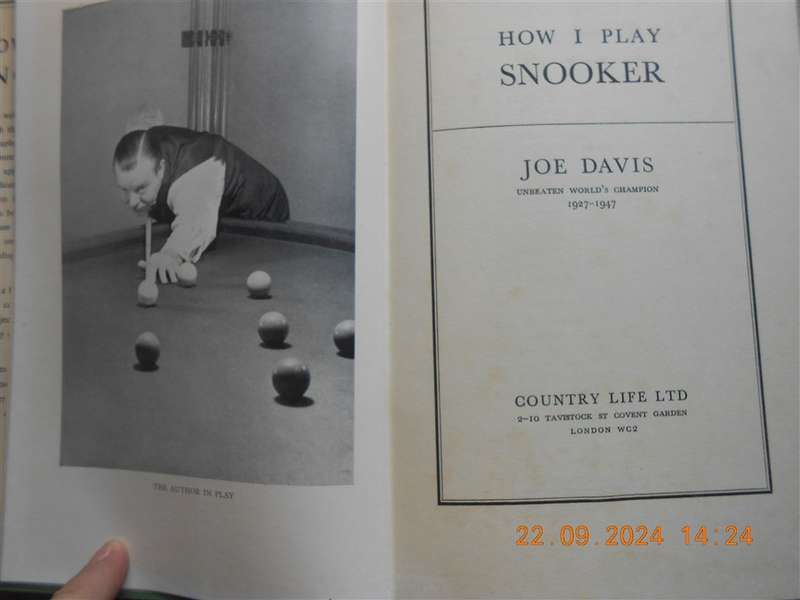 THE AUTHOR IN PLAY
HOW I PLAY
SNOOKER
JOE DAVIS
UNBEATEN WORLD'S CHAMPION
1927-1947
COUNTRY LIFE LTD
2-10 TAVISTOCK ST COVENT GARDEN
LONDON WC2
22.09.2024 14:24